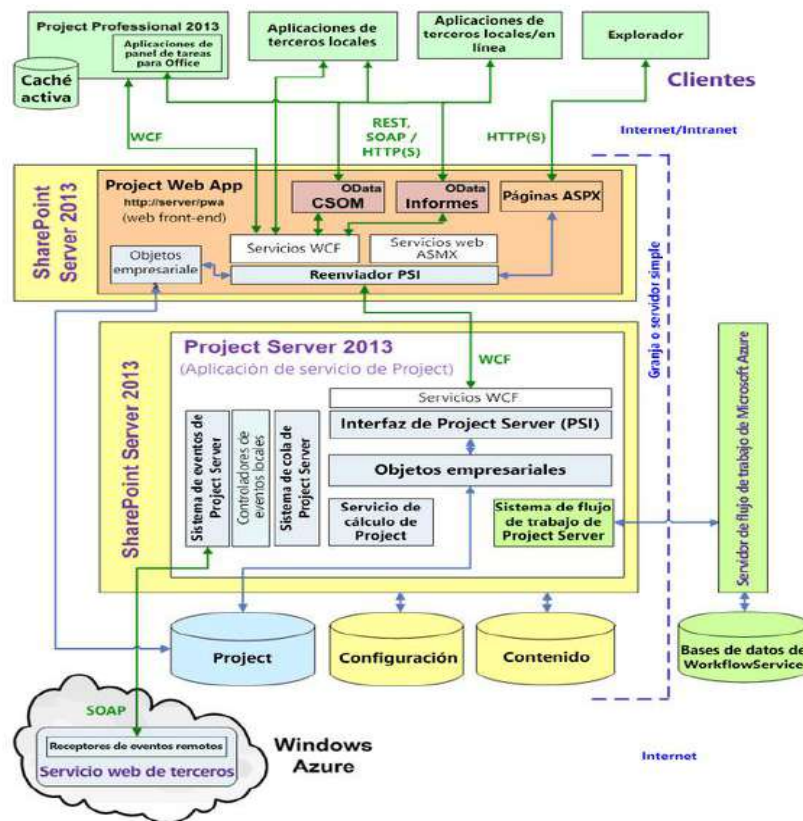 Project Professional 2013
Aplicaciones de
panel de tareas
para Office
Caché
activa
Aplicaciones de
terceros locales
Aplicaciones de
terceros locales/en
línea
Explorador
Clientes
WCF
REST,
SOAP /
HTTP(S)
HTTP(S)
Internet/Intranet
SharePoint
Server 2013
Project Web App
http://server/pwa
(web front-end)
OData
CSOM
OData
Informes
Páginas ASPX
Objetos
empresariale
Servicios WCF
Servicios web
ASMX
Reenviador PSI
Granja o servidor simple
SharePoint Server 2013
Project Server 2013
(Aplicación de servicio de Project)
WCF
Servicios WCF
Interfaz de Project Server (PSI)
Objetos empresariales
Sistema de eventos de
Project Server
Controladores de
eventos locales
Sistema de cola de
Project Server
Servicio de
cálculo de
Project
Sistema de flujo
de trabajo de
Project Server
Servidor de flujo de trabajo de Microsoft Azure
Project
Configuración
Contenido
Bases de datos de
WorkflowService
SOAP
Receptores de eventos remotos
Servicio web de terceros
Windows
Azure
Internet